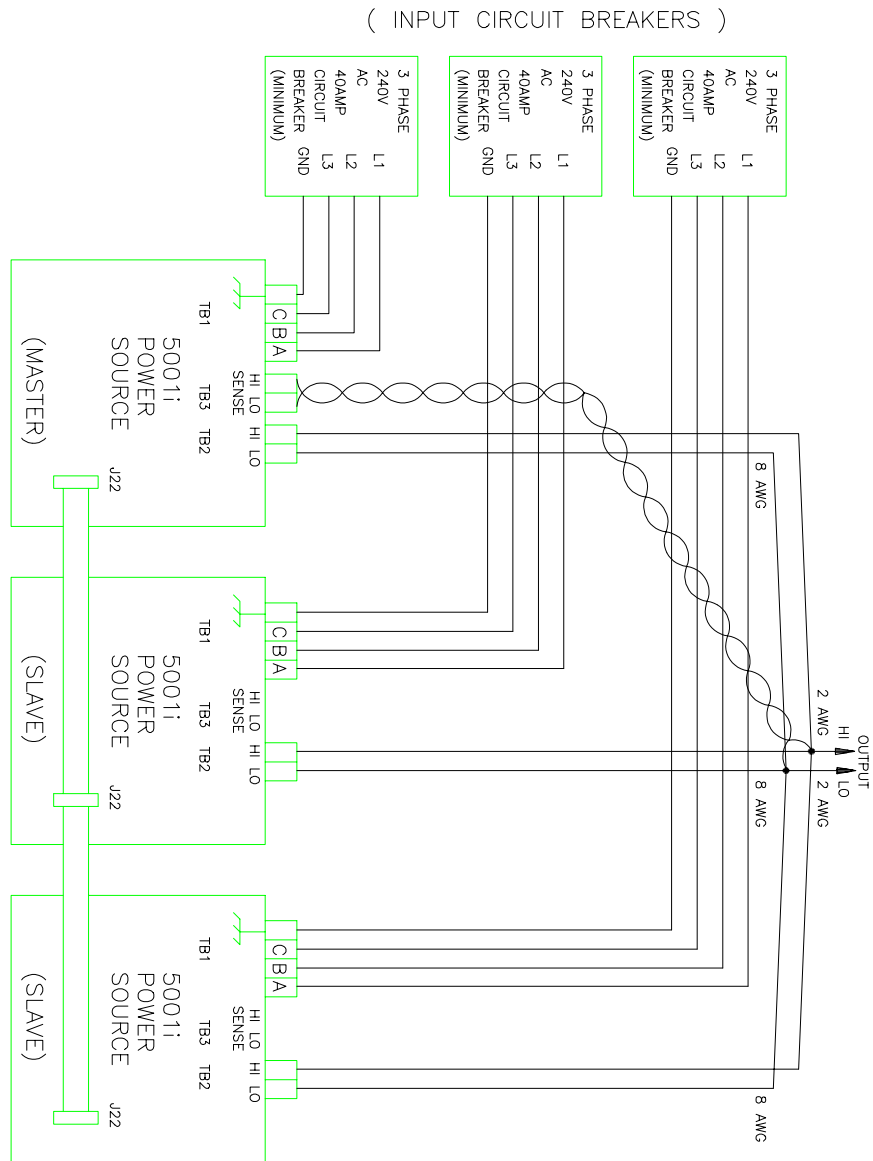 ( INPUT CIRCUIT BREAKERS )
3 PHASE
240V
AC
40AMP
CIRCUIT
BREAKER
(MINIMUM)
L1
L2
L3
GND
3 PHASE
240V
AC
40AMP
CIRCUIT
BREAKER
(MINIMUM)
L1
L2
L3
GND
3 PHASE
240V
AC
40AMP
CIRCUIT
BREAKER
(MINIMUM)
L1
L2
L3
GND
C
B
A
TB1
HI LO
SENSE
TB3
HI LO
TB2
5001i
POWER
SOURCE
(MASTER)
J22
8 AWG
C
B
A
TB1
HI LO
SENSE
TB3
HI LO
TB2
5001i
POWER
SOURCE
(SLAVE)
J22
8 AWG
2 AWG
HI
OUTPUT
LO
2 AWG
C
B
A
TB1
HI LO
SENSE
TB3
HI LO
TB2
5001i
POWER
SOURCE
(SLAVE)
J22
8 AWG